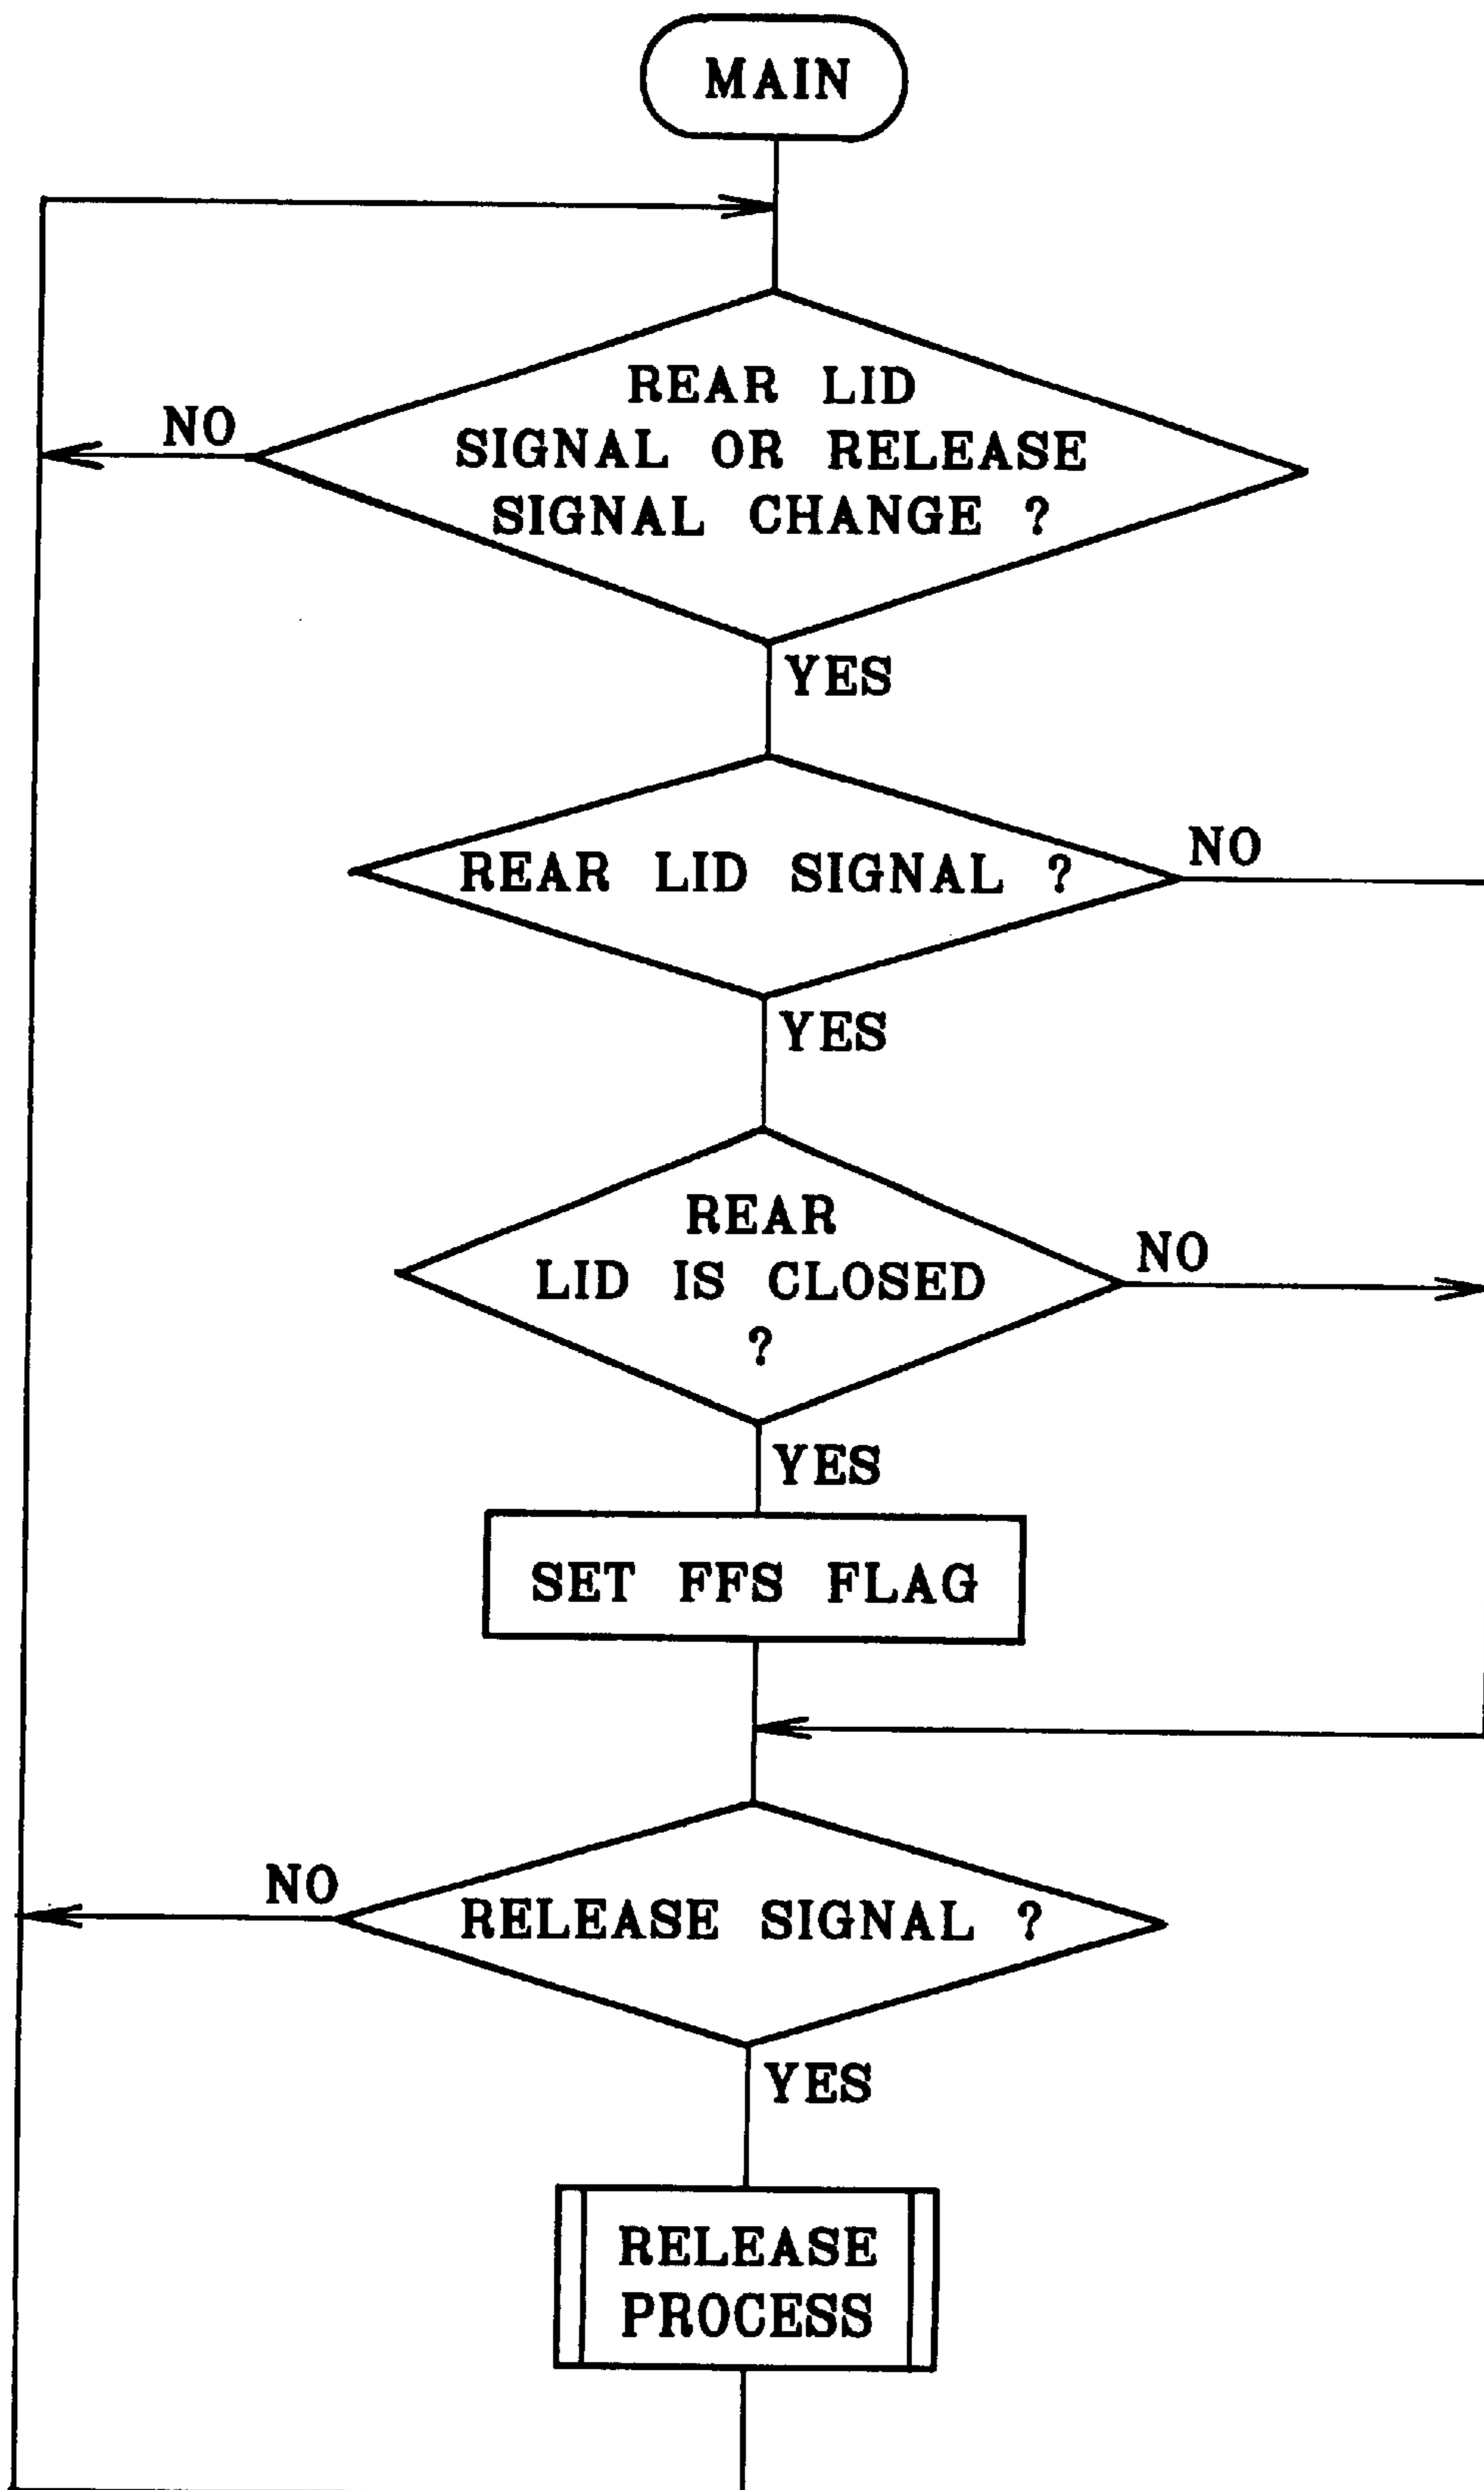 MAIN
REAR LID
SIGNAL OR RELEASE
SIGNAL CHANGE ?
NO
YES
REAR LID SIGNAL ?
NO
YES
REAR
LID IS CLOSED
?
NO
YES
SET FFS FLAG
RELEASE SIGNAL ?
NO
YES
RELEASE
PROCESS